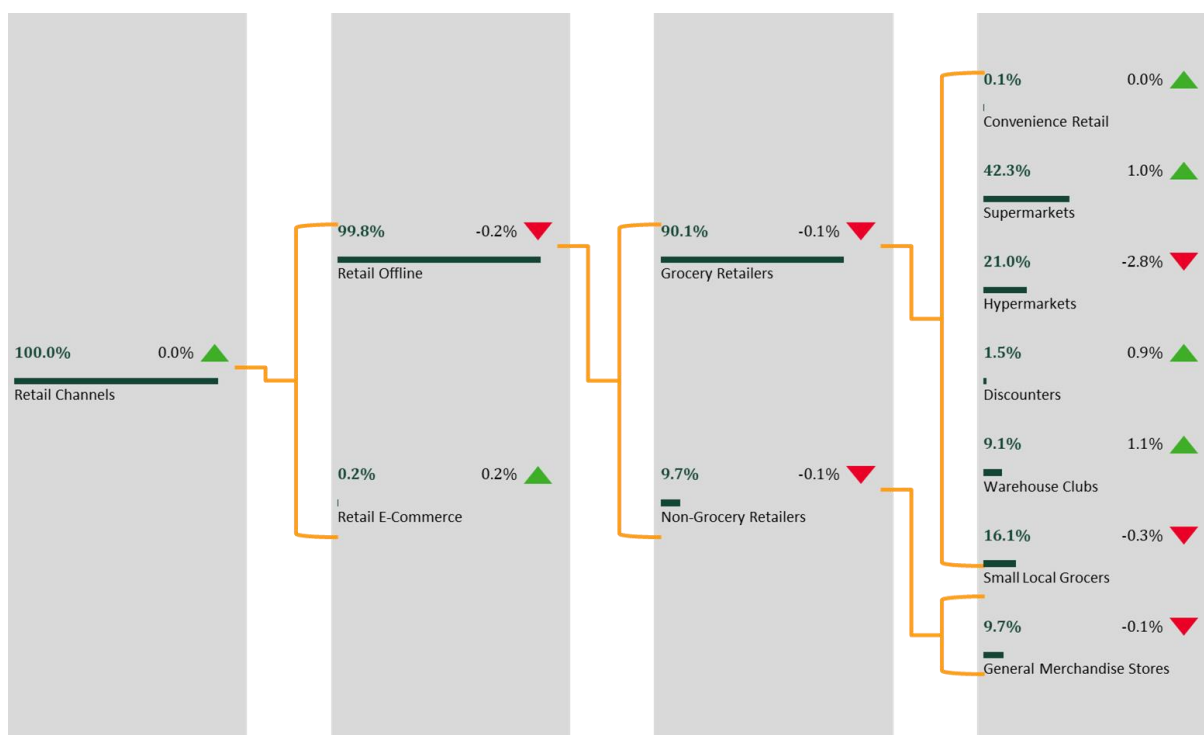 100.0% 0.0%
Retail Channels
99.8% -0.2%
Retail Offline
0.2% 0.2%
Retail E-Commerce
90.1% -0.1%
Grocery Retailers
9.7% -0.1%
Non-Grocery Retailers
0.1% 0.0%
Convenience Retail
42.3% 1.0%
Supermarkets
21.0% -2.8%
Hypermarkets
1.5% 0.9%
Discounters
9.1% 1.1%
Warehouse Clubs
16.1% -0.3%
Small Local Grocers
9.7% -0.1%
General Merchandise Stores